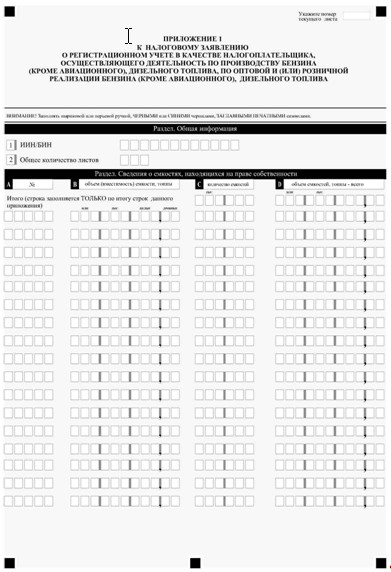 Укажите номер
текущего листа
ПРИЛОЖЕНИЕ 1
К НАЛОГОВОМУ ЗАЯВЛЕНИЮ
О РЕГИСТРАЦИОННОМ УЧЕТЕ В КАЧЕСТВЕ НАЛОГОПЛАТЕЛЬЩИКА,
ОСУЩЕСТВЛЯЮЩЕГО ДЕЯТЕЛЬНОСТЬ ПО ПРОИЗВОДСТВУ БЕНЗИНА
(КРОМЕ АВИАЦИОННОГО), ДИЗЕЛЬНОГО ТОПЛИВА, ПО ОПТОВОЙ И (ИЛИ) РОЗНИЧНОЙ
РЕАЛИЗАЦИИ БЕНЗИНА (КРОМЕ АВИАЦИОННОГО), ДИЗЕЛЬНОГО ТОПЛИВА
ВНИМАНИЕ! Заполнять шариковой или перьевой ручкой, ЧЕРНЫМИ или СИНИМИ чернилами, ЗАГЛАВНЫМИ ПЕЧАТНЫМИ символами.
Раздел. Общая информация
1 ИИН/БИН
2 Общее количество листов
Раздел. Сведения о емкостях, находящихся на праве собственности
A № B объем (вместимость) емкости, тонны C количество емкостей D объем емкостей, тонны - всего
Итого (строка заполняется ТОЛЬКО по итогу строк данного
приложения)